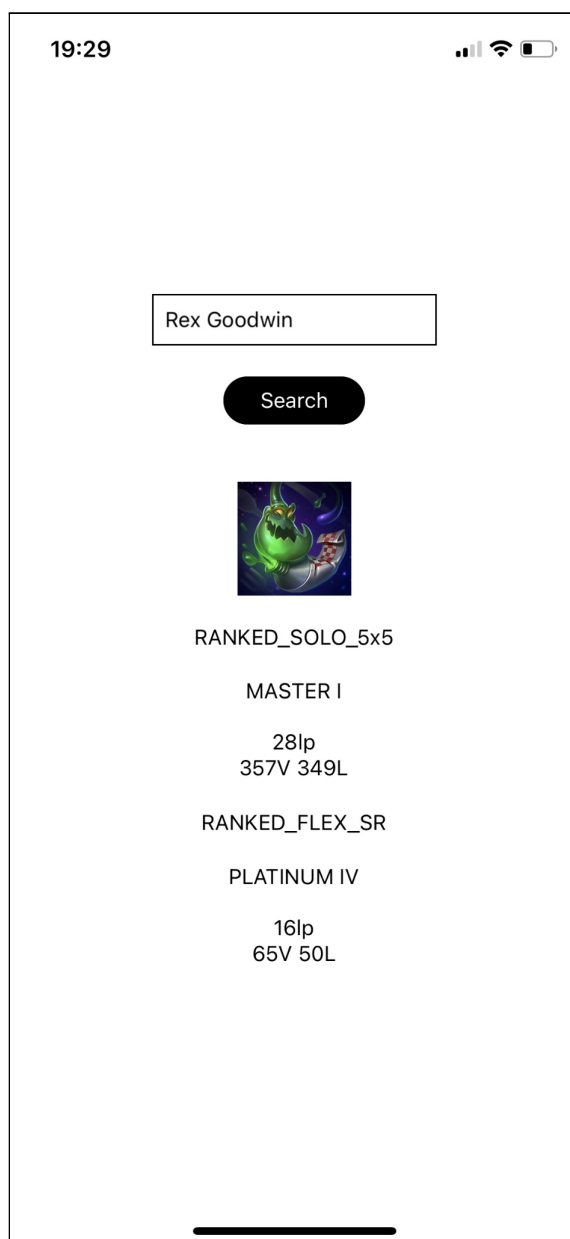 19:29
Rex Goodwin
Search
RANKED_SOLO_5x5
MASTER I
28lp
357V 349L
RANKED_FLEX_SR
PLATINUM IV
16lp
65V 50L